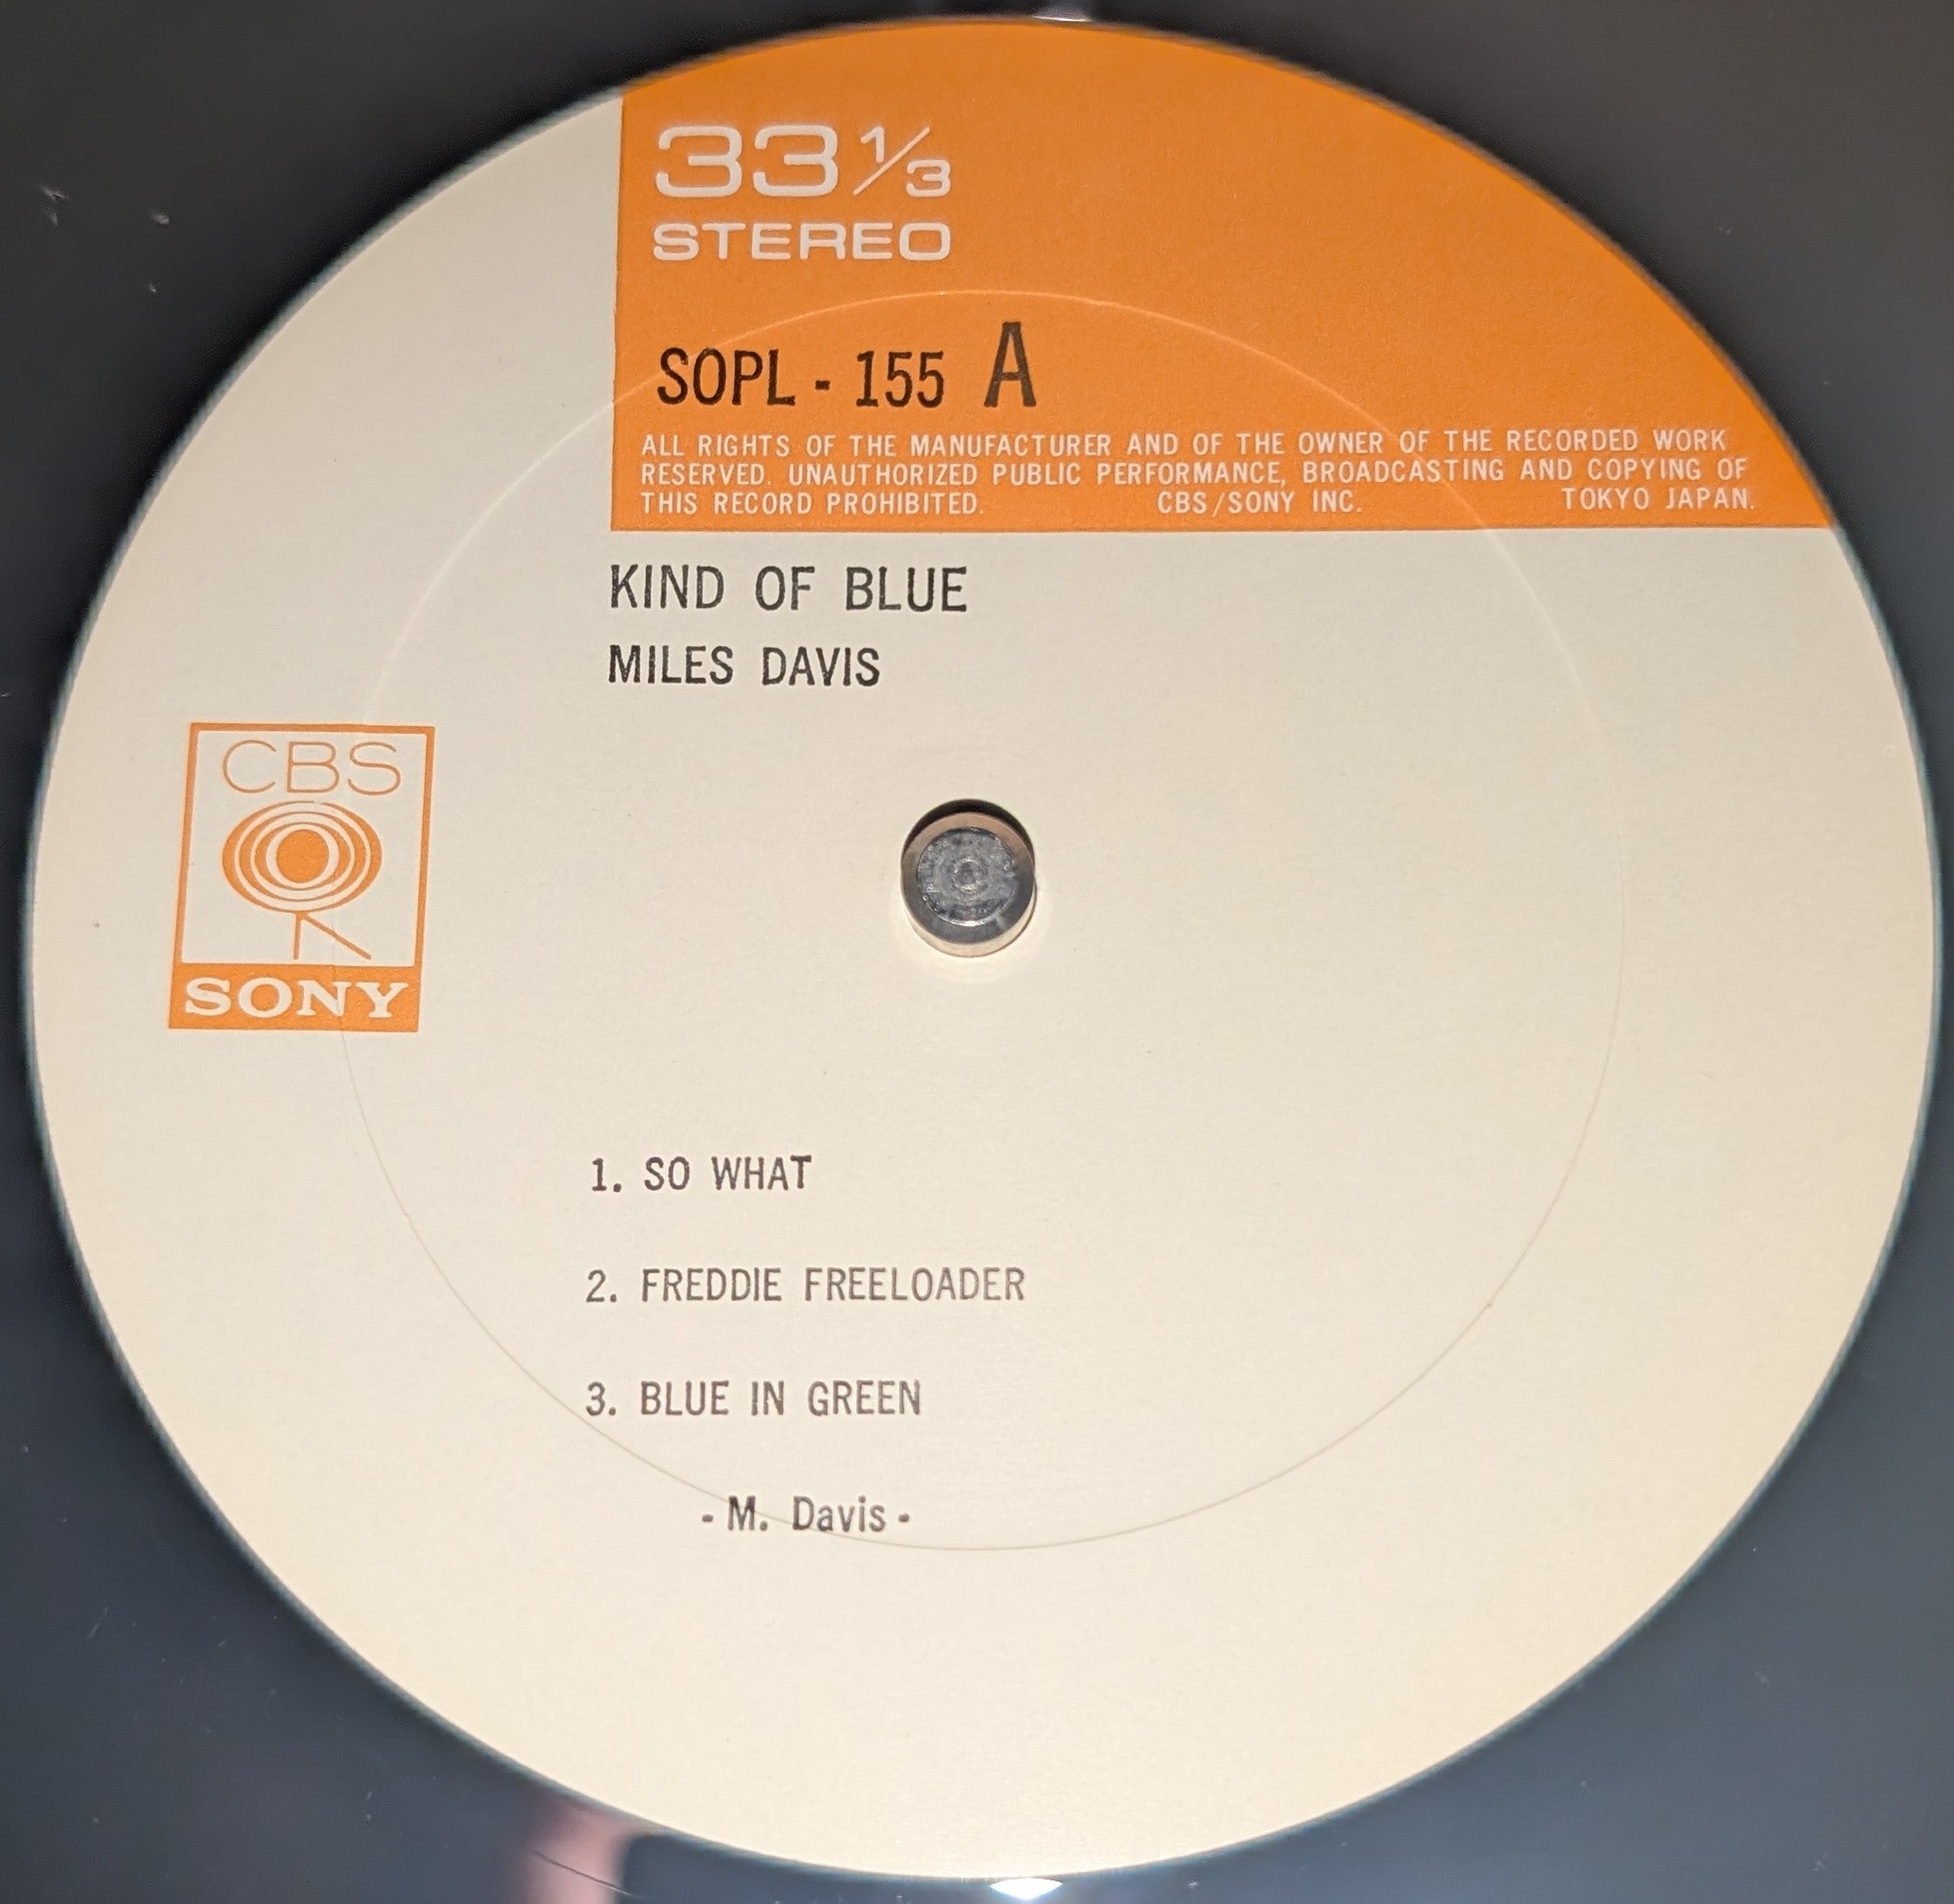 33 1/3
STEREO
SOPL - 155 A
ALL RIGHTS OF THE MANUFACTURER AND OF THE OWNER OF THE RECORDED WORK
RESERVED. UNAUTHORIZED PUBLIC PERFORMANCE, BROADCASTING AND COPYING OF
THIS RECORD PROHIBITED. CBS/SONY INC. TOKYO JAPAN.
KIND OF BLUE
MILES DAVIS
CBS
SONY
1. SO WHAT
2. FREDDIE FREELOADER
3. BLUE IN GREEN
- M. Davis -